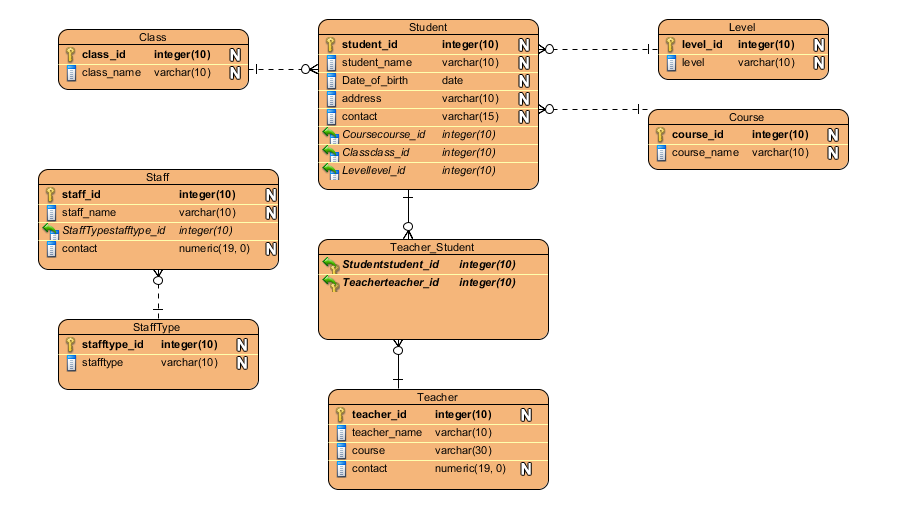 Class
class_id integer(10) N
class_name varchar(10) N
Student
student_id integer(10) N
student_name varchar(10) N
Date_of_birth date N
address varchar(10) N
contact varchar(15) N
Coursecourse_id integer(10)
Classclass_id integer(10)
Levellevel_id integer(10)
Level
level_id integer(10) N
level varchar(10) N
Course
course_id integer(10) N
course_name varchar(10) N
Staff
staff_id integer(10) N
staff_name varchar(10) N
StaffTypestafftype_id integer(10)
contact numeric(19, 0) N
StaffType
stafftype_id integer(10) N
stafftype varchar(10) N
Teacher_Student
Studentstudent_id integer(10)
Teacherteacher_id integer(10)
Teacher
teacher_id integer(10) N
teacher_name varchar(10)
course varchar(30)
contact numeric(19, 0) N